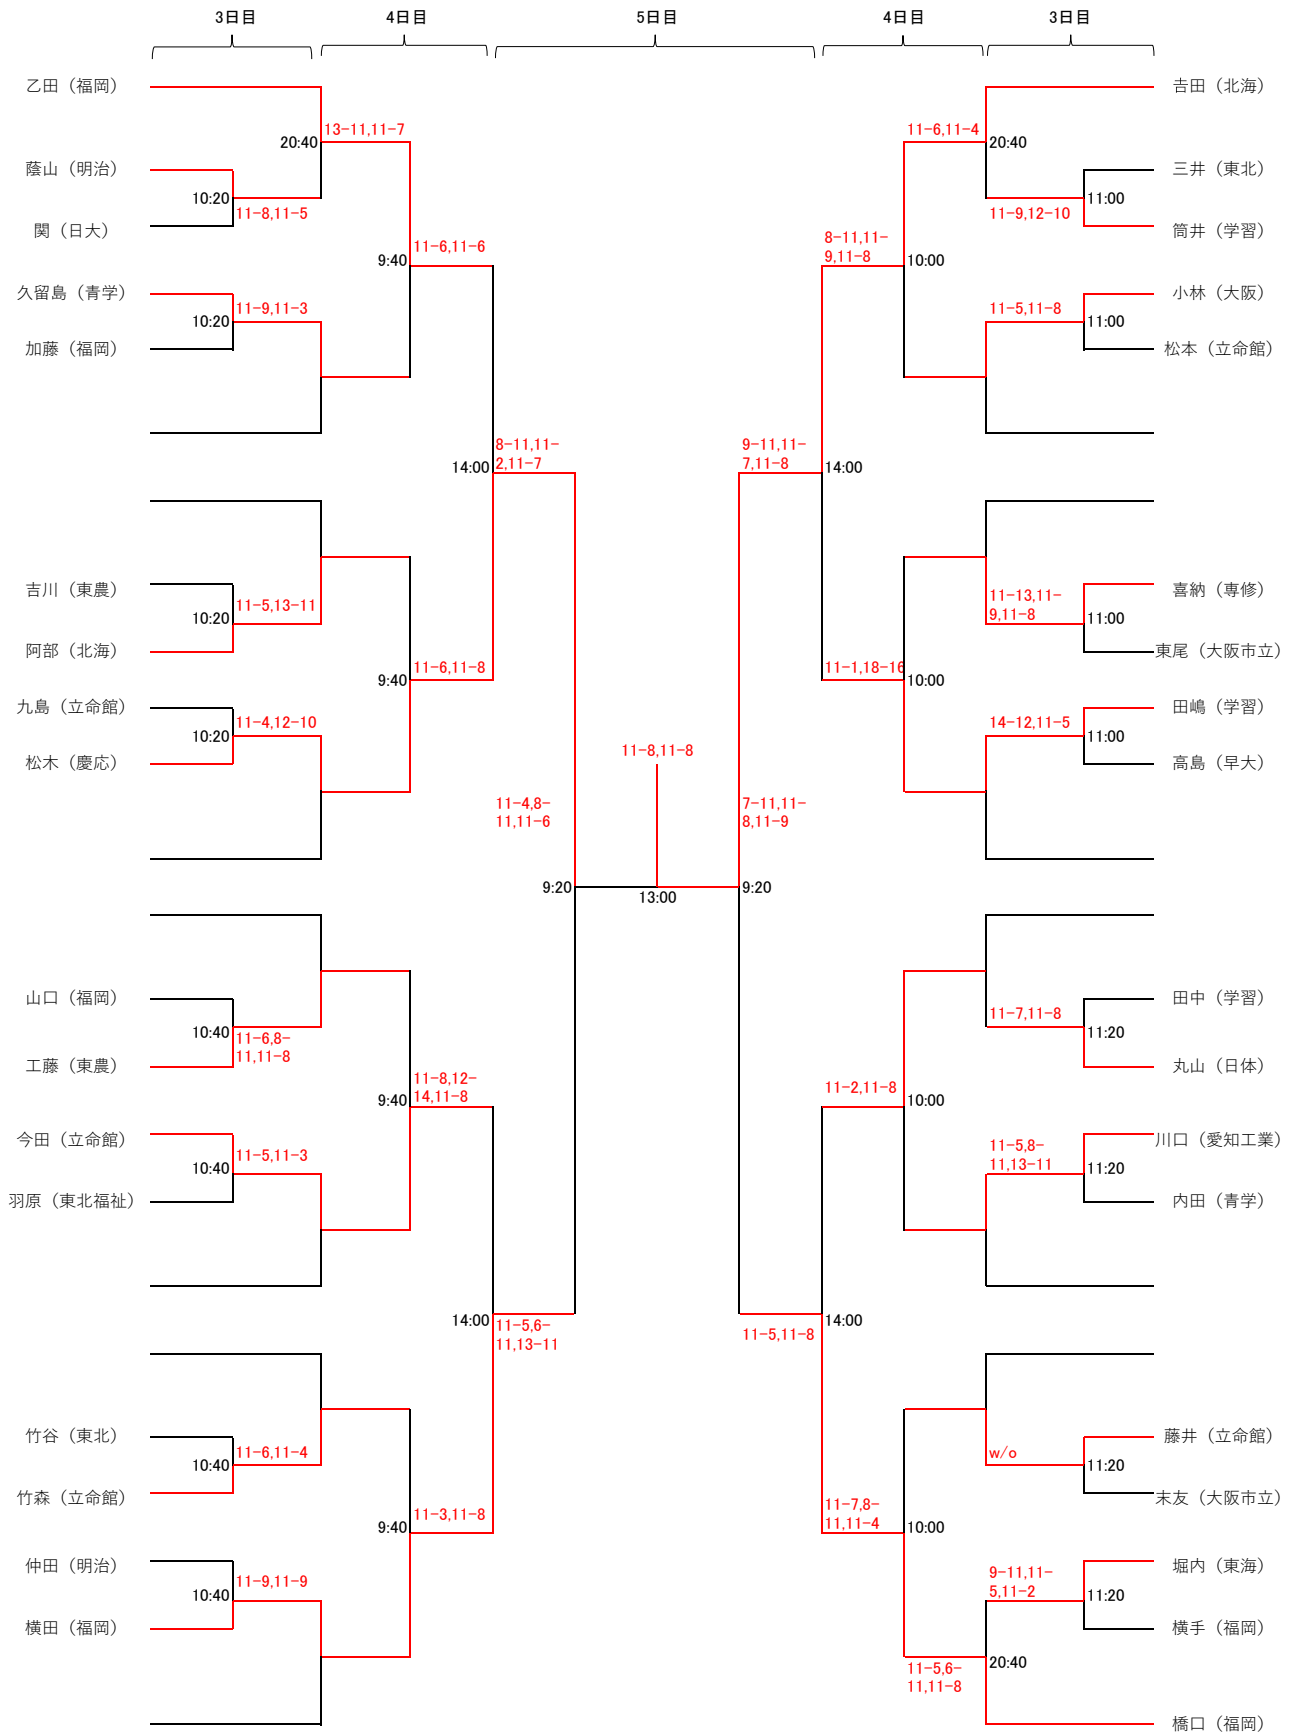 3日目
4日目
5日目
4日目
3日目
乙田（福岡）
20:40
13-11,11-7
蔭山（明治）
10:20
11-8,11-5
関（日大）
9:40
11-6,11-6
久留島（青学）
10:20
11-9,11-3
加藤（福岡）
14:00
8-11,11-
2,11-7
吉川（東農）
10:20
11-5,13-11
阿部（北海）
9:40
11-6,11-8
九島（立命館）
10:20
11-4,12-10
松木（慶応）
11-4,8-
11,11-6
9:20
山口（福岡）
10:40
11-6,8-
11,11-8
工藤（東農）
9:40
11-8,12-
14,11-8
今田（立命館）
10:40
11-5,11-3
羽原（東北福祉）
14:00
11-5,6-
11,13-11
竹谷（東北）
10:40
11-6,11-4
竹森（立命館）
9:40
11-3,11-8
仲田（明治）
10:40
11-9,11-9
横田（福岡）
11-8,11-8
13:00
𠮷田（北海）
11-6,11-4
20:40
三井（東北）
11:00
11-9,12-10
筒井（学習）
8-11,11-
9,11-8
10:00
小林（大阪）
11-5,11-8
11:00
松本（立命館）
9-11,11-
7,11-8
14:00
喜納（専修）
11-13,11-
9,11-8
11:00
東尾（大阪市立）
11-1,18-16
10:00
田嶋（学習）
14-12,11-5
11:00
高島（早大）
7-11,11-
8,11-9
9:20
田中（学習）
11-7,11-8
11:20
丸山（日体）
11-2,11-8
10:00
川口（愛知工業）
11-5,8-
11,13-11
11:20
内田（青学）
11-5,11-8
14:00
藤井（立命館）
w/o
11:20
末友（大阪市立）
11-7,8-
11,11-4
10:00
堀内（東海）
9-11,11-
5,11-2
11:20
横手（福岡）
11-5,6-
11,11-8
20:40
橋口（福岡）